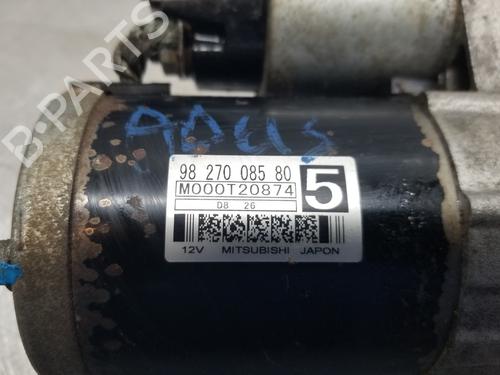 98 270 085 80
M000T20874
5
D8 26
12V MITSUBISHI JAPON
B-PARTS